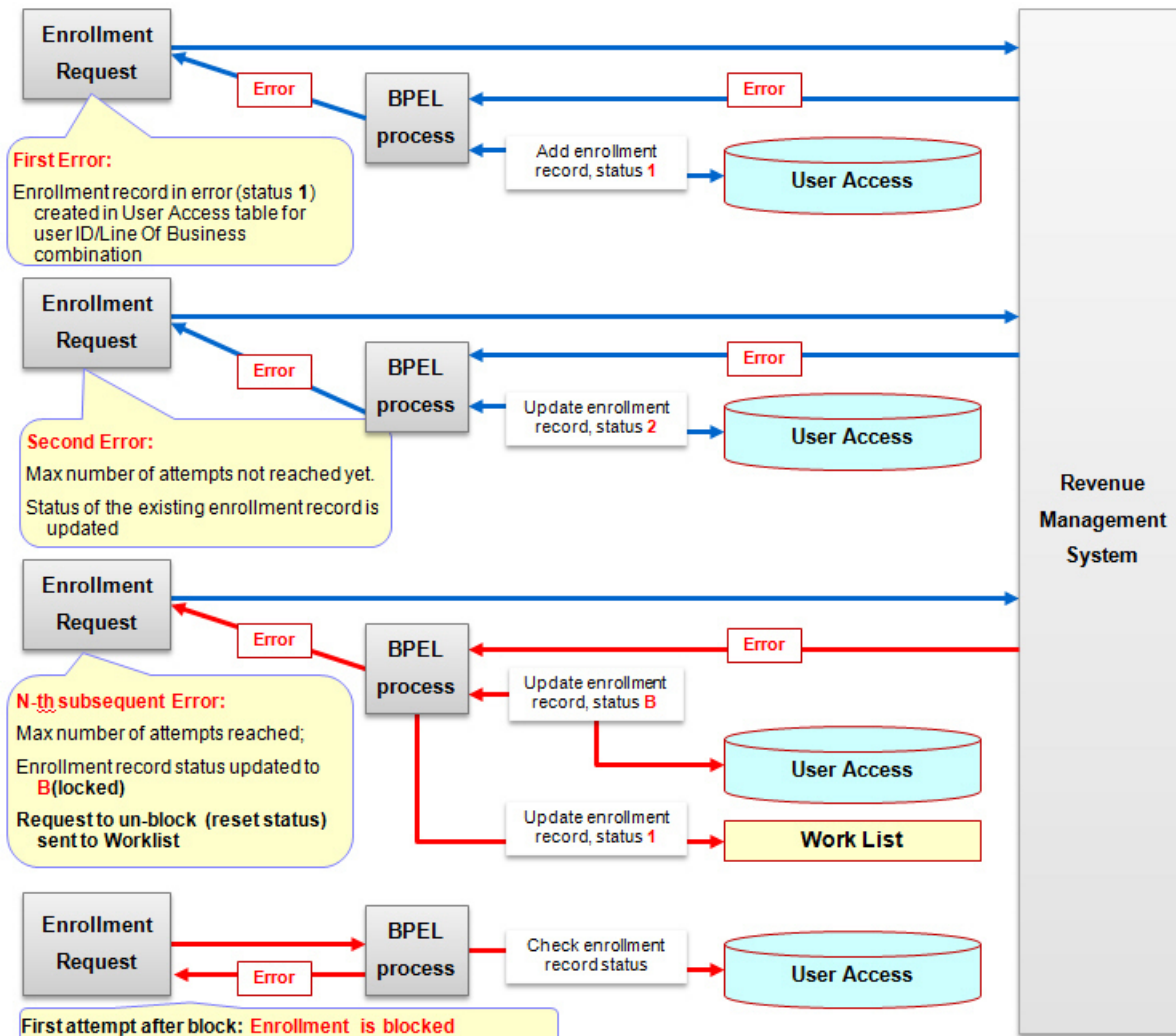 Enrollment
Request
Error
BPEL
process
Error
Add enrollment
record, status 1
User Access
First Error:
Enrollment record in error (status 1)
created in User Access table for
user ID/Line Of Business
combination
Enrollment
Request
Error
BPEL
process
Error
Update enrollment
record, status 2
User Access
Second Error:
Max number of attempts not reached yet.
Status of the existing enrollment record is
updated
Revenue
Management
System
Enrollment
Request
Error
BPEL
process
Error
Update enrollment
record, status B
User Access
N-th subsequent Error:
Max number of attempts reached;
Enrollment record status updated to
B(locked)
Request to un-block (reset status)
sent to Worklist
Update enrollment
record, status 1
Work List
Enrollment
Request
Error
BPEL
process
Check enrollment
record status
User Access
First attempt after block: Enrollment is blocked